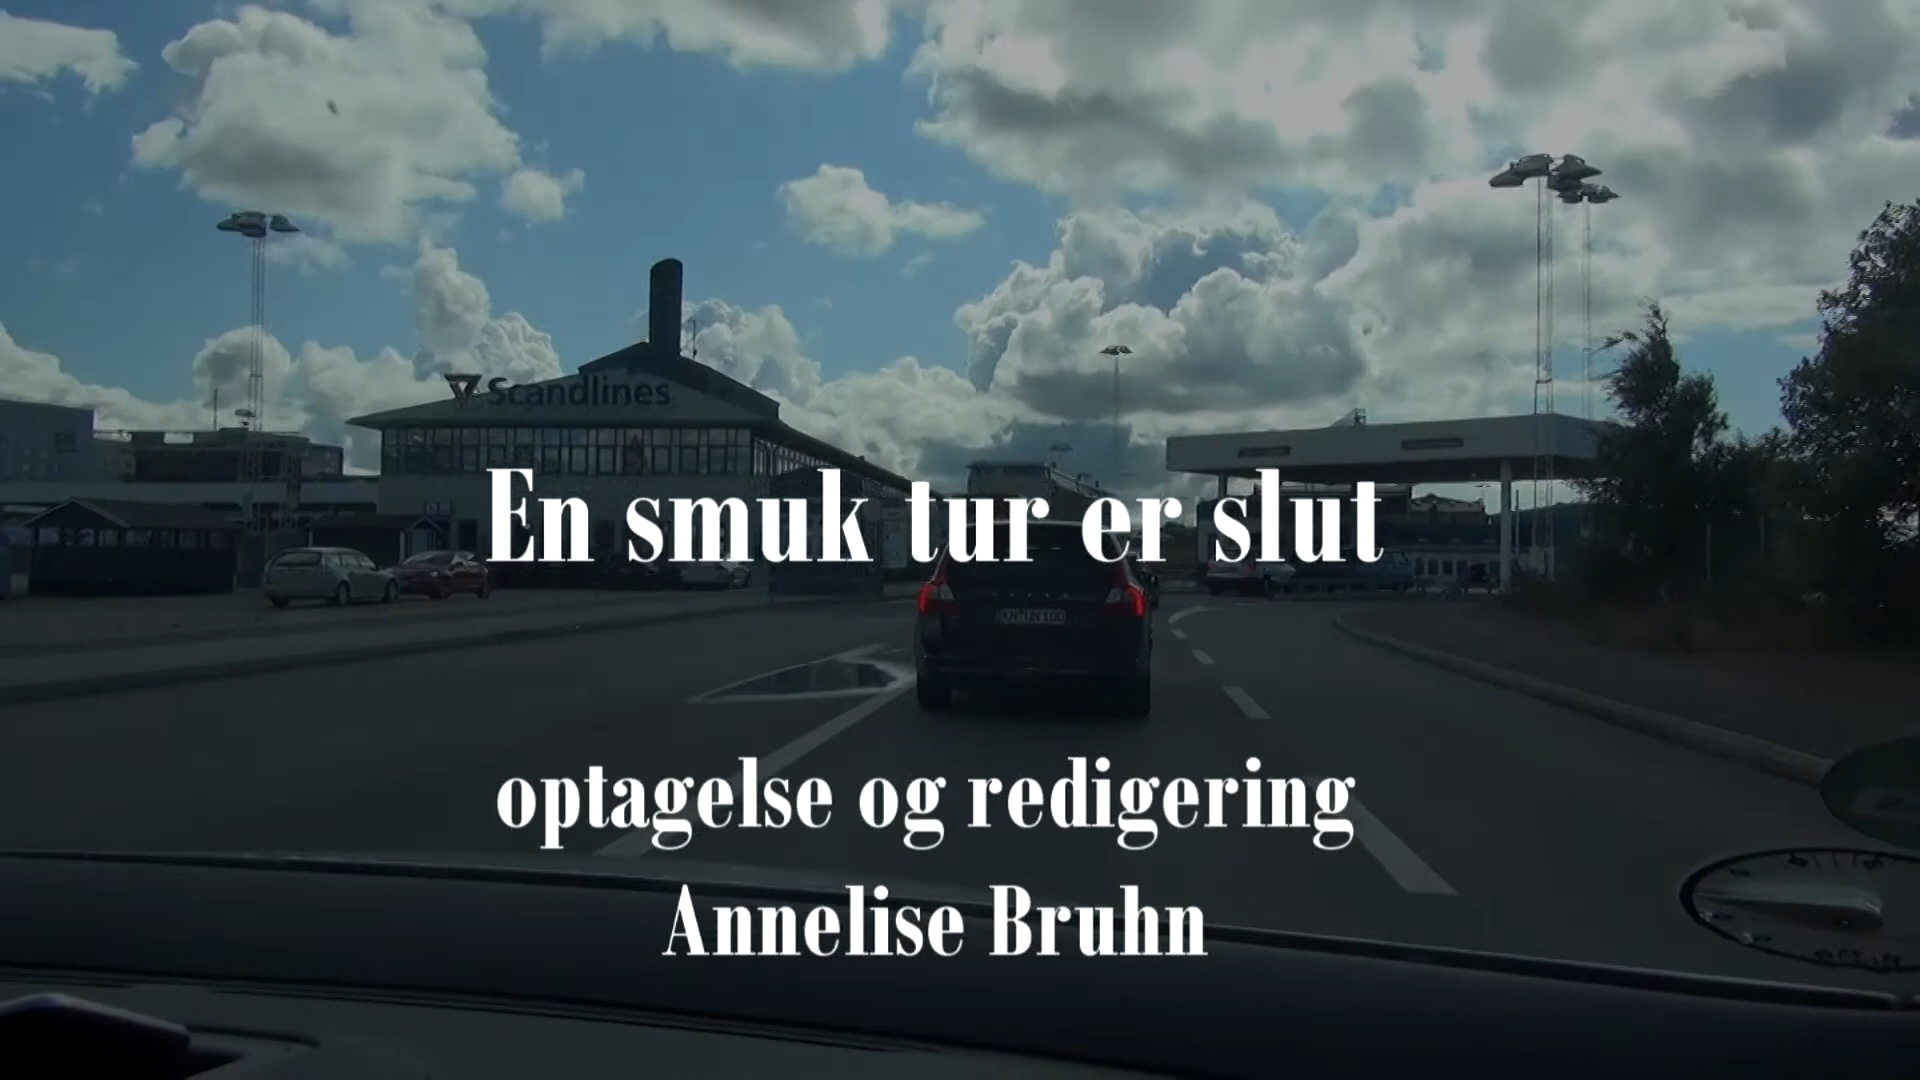 Scandlines
En smuk tur er slut
optagelse og redigering
Annelise Bruhn